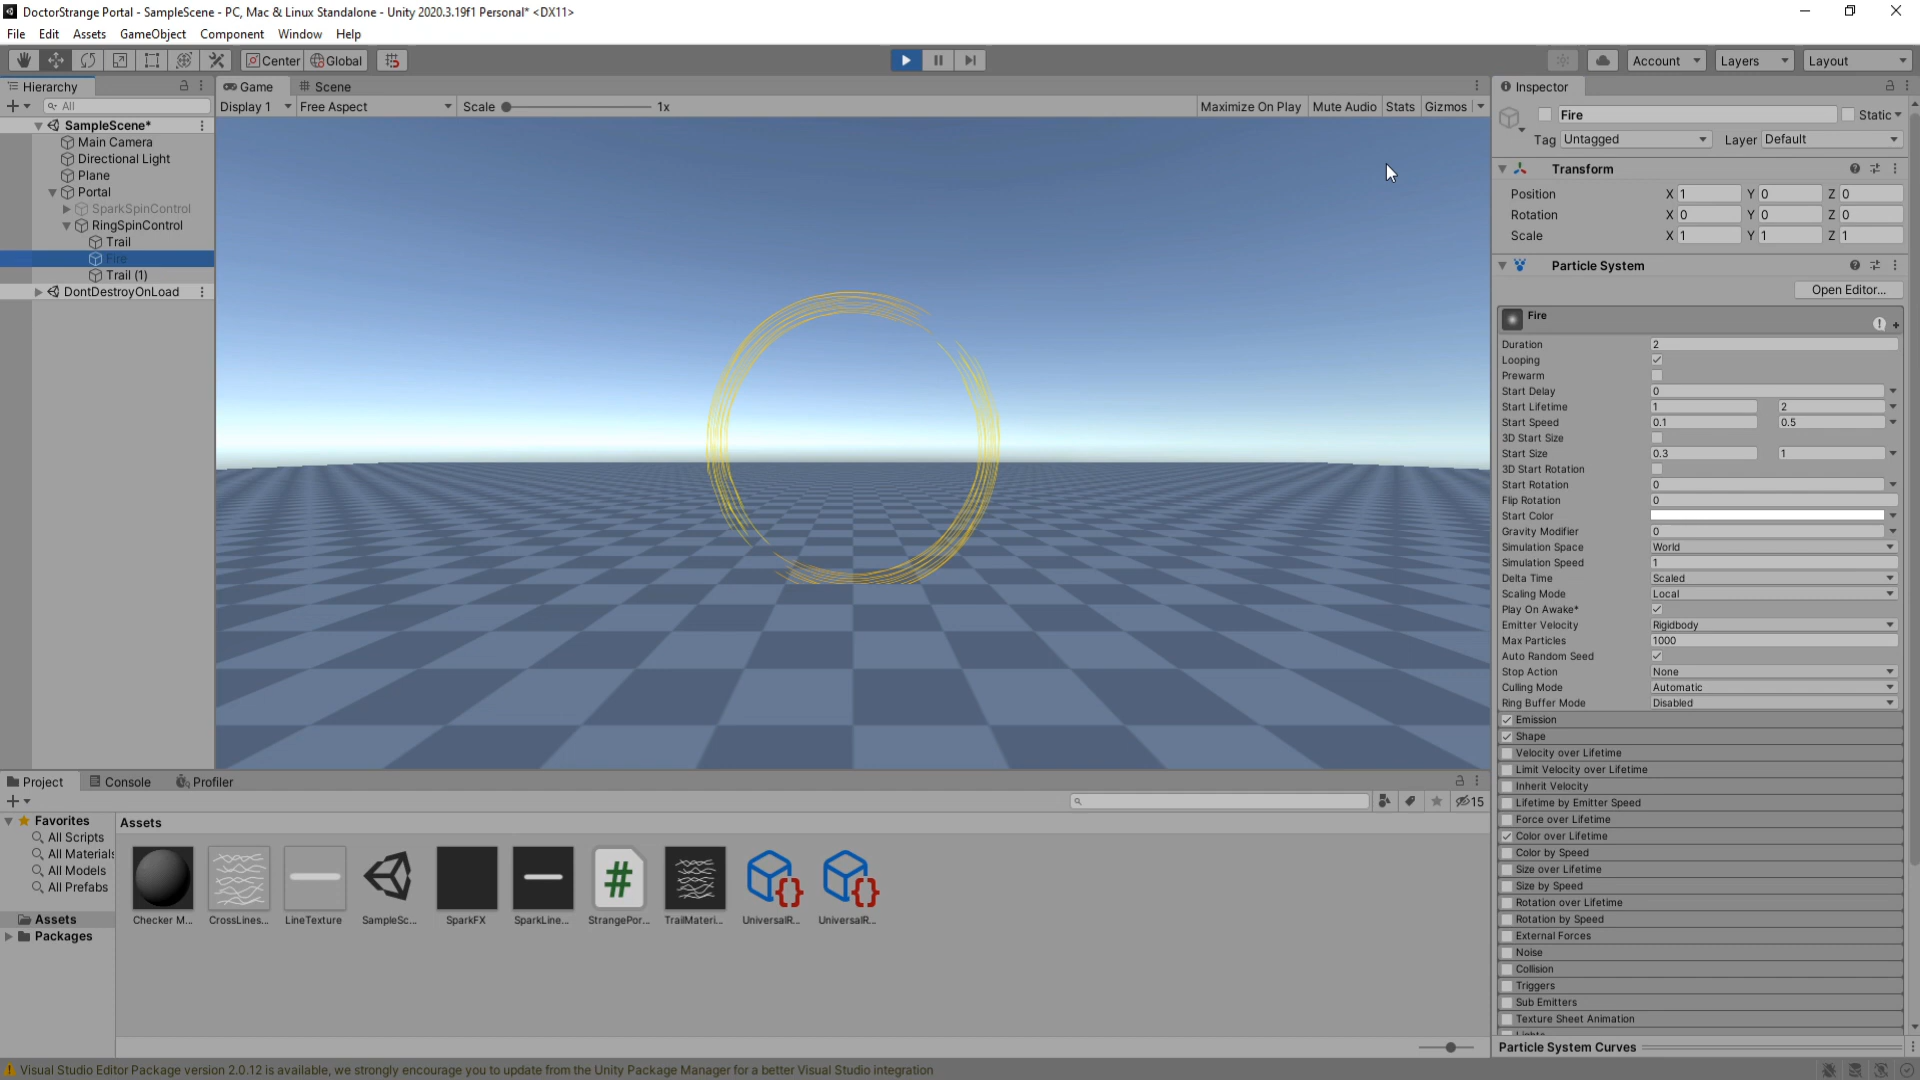 DoctorStrange Portal - SampleScene - PC, Mac & Linux Standalone - Unity 2020.3.19f1 Personal* <DX11>
File Edit Assets GameObject Component Window Help
Center Global Account Layers Layout
Hierarchy
All
SampleScene*
Main Camera
Directional Light
Plane
Portal
SparkSpinControl
RingSpinControl
Trail
Fire
Trail (1)
DontDestroyOnLoad
Game Scene
Display 1 Free Aspect Scale 1x Maximize On Play Mute Audio Stats Gizmos
Inspector
Fire Static
Tag Untagged Layer Default
Transform
Position X 1 Y 0 Z 0
Rotation X 0 Y 0 Z 0
Scale X 1 Y 1 Z 1
Particle System
Open Editor...
Fire
Duration 2
Looping
Prewarm
Start Delay 0
Start Lifetime 1 2
Start Speed 0.1 0.5
3D Start Size
Start Size 0.3 1
3D Start Rotation
Start Rotation 0
Flip Rotation 0
Start Color
Gravity Modifier 0
Simulation Space World
Simulation Speed 1
Delta Time Scaled
Scaling Mode Local
Play On Awake*
Emitter Velocity Rigidbody
Max Particles 1000
Auto Random Seed
Stop Action None
Culling Mode Automatic
Ring Buffer Mode Disabled
Emission
Shape
Velocity over Lifetime
Limit Velocity over Lifetime
Inherit Velocity
Lifetime by Emitter Speed
Force over Lifetime
Color over Lifetime
Color by Speed
Size over Lifetime
Size by Speed
Rotation over Lifetime
Rotation by Speed
External Forces
Noise
Collision
Triggers
Sub Emitters
Texture Sheet Animation
Particle System Curves
Project Console Profiler
15
Favorites
All Scripts
All Materials
All Models
All Prefabs
Assets
Packages
Assets
Checker M... CrossLines... LineTexture SampleSc... SparkFX SparkLine... StrangePor... TrailMateri... UniversalR... UniversalR...
Visual Studio Editor Package version 2.0.12 is available, we strongly encourage you to update from the Unity Package Manager for a better Visual Studio integration